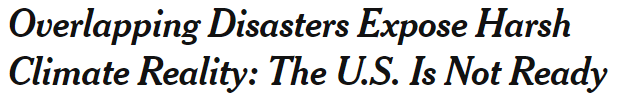 Overlapping Disasters Expose Harsh
Climate Reality: The U.S. Is Not Ready